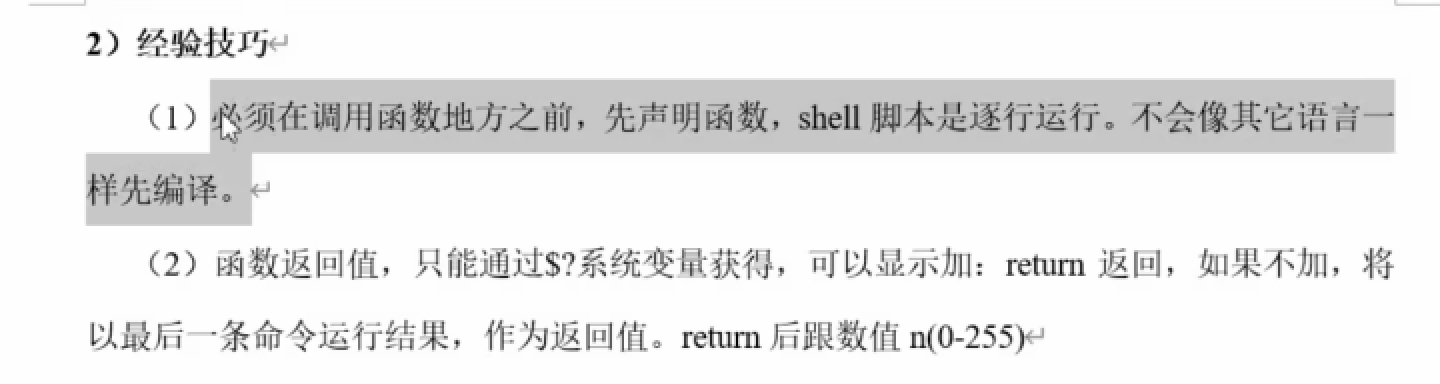 2）经验技巧
（1）必须在调用函数地方之前，先声明函数，shell 脚本是逐行运行。不会像其它语言一
样先编译。
（2）函数返回值，只能通过$?系统变量获得，可以显示加：return 返回，如果不加，将
以最后一条命令运行结果，作为返回值。return 后跟数值 n(0-255)